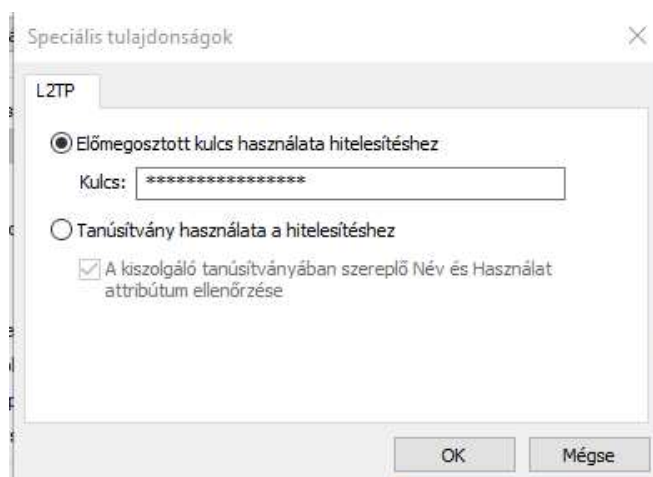 Speciális tulajdonságok
L2TP
Előmegosztott kulcs használata hitelesítéshez
Kulcs: ****************
Tanúsítvány használata a hitelesítéshez
A kiszolgáló tanúsítványában szereplő Név és Használat
attribútum ellenőrzése
OK Mégse